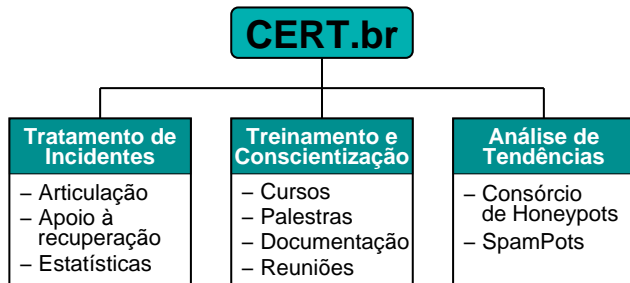 CERT.br
Tratamento de
Incidentes
– Articulação
– Apoio à
recuperação
– Estatísticas
Treinamento e
Conscientização
– Cursos
– Palestras
– Documentação
– Reuniões
Análise de
Tendências
– Consórcio
de Honeypots
– SpamPots